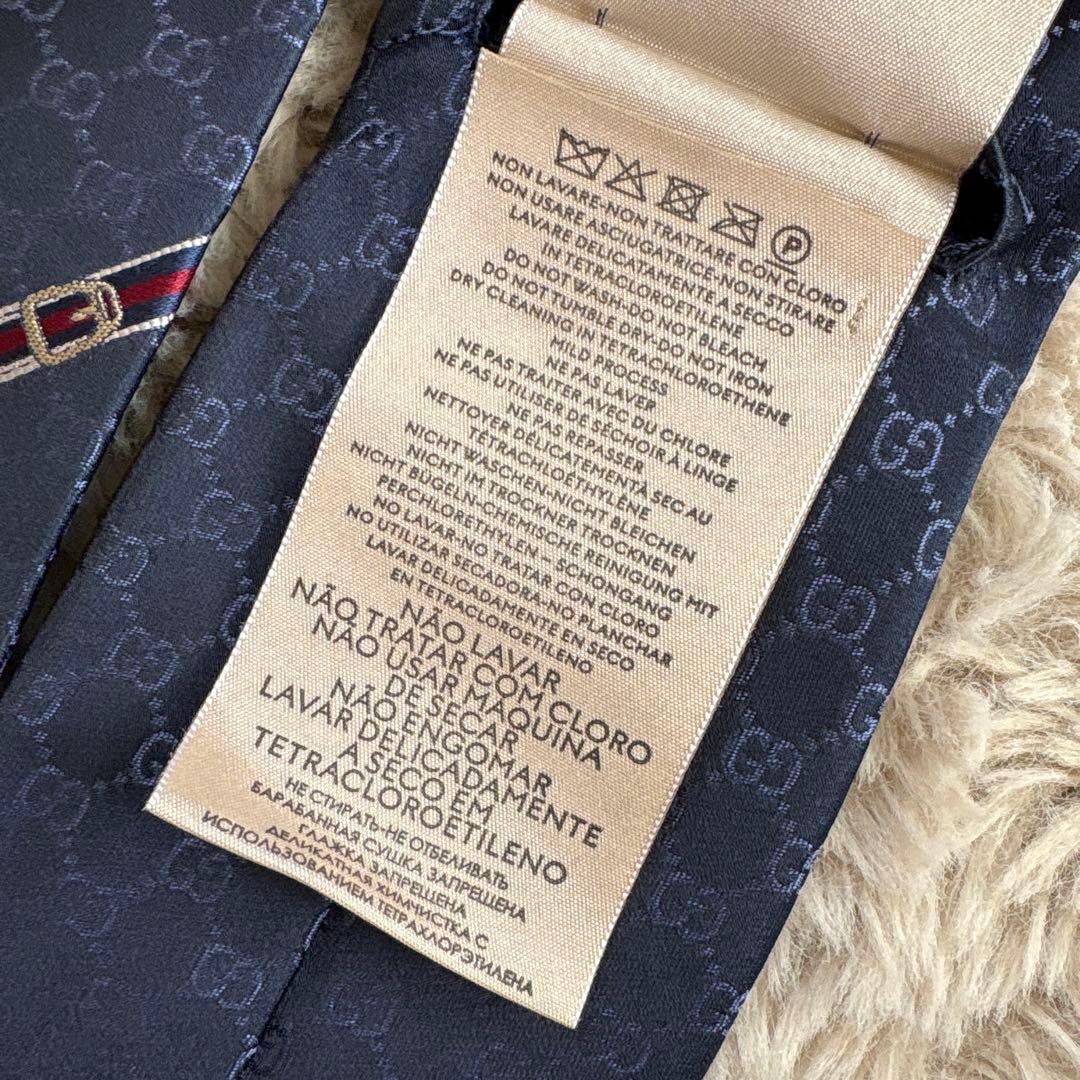 P
NON LAVARE-NON TRATTARE CON CLORO
NON USARE ASCIUGATRICE-NON STIRARE
LAVARE DELICATAMENTE A SECCO
IN TETRACLOROETILENE
DO NOT WASH-DO NOT BLEACH
DO NOT TUMBLE DRY-DO NOT IRON
DRY CLEANING IN TETRACHLOROETHENE
MILD PROCESS
NE PAS LAVER
NE PAS TRAITER AVEC DU CHLORE
NE PAS UTILISER DE SÉCHOIR À LINGE
NE PAS REPASSER
NETTOYER DÉLICATEMENTÀ SEC AU
TÉTRACHLOÉTHYLÈNE
NICHT WASCHEN-NICHT BLEICHEN
NICHT IM TROCKNER TROCKNEN
NICHT BÜGELN-CHEMISCHE REINIGUNG MIT
PERCHLORETHYLEN - SCHONGANG
NO LAVAR-NO TRATAR CON CLORO
NO UTILIZAR SECADORA-NO PLANCHAR
LAVAR DELICADAMENTE EN SECO
EN TETRACLOROETILENO
NÃO LAVAR
NÃO TRATAR COM CLORO
NÃO USAR MAQUINA
DE SECAR
NÃO ENGOMAR
LAVAR DELICADAMENTE
A SECO EM
TETRACLOROETILENO
НЕ СТИРАТЬ-НЕ ОТБЕЛИВАТЬ
БАРАБАННАЯ СУШКА ЗАПРЕЩЕНА
ГЛАЖКА ЗАПРЕЩЕНА
ДЕЛИКАТНАЯ ХИМЧИСТКА С
ИСПОЛЬЗОВАНИЕМ ТЕТРАХЛОРЭТИЛЕНА